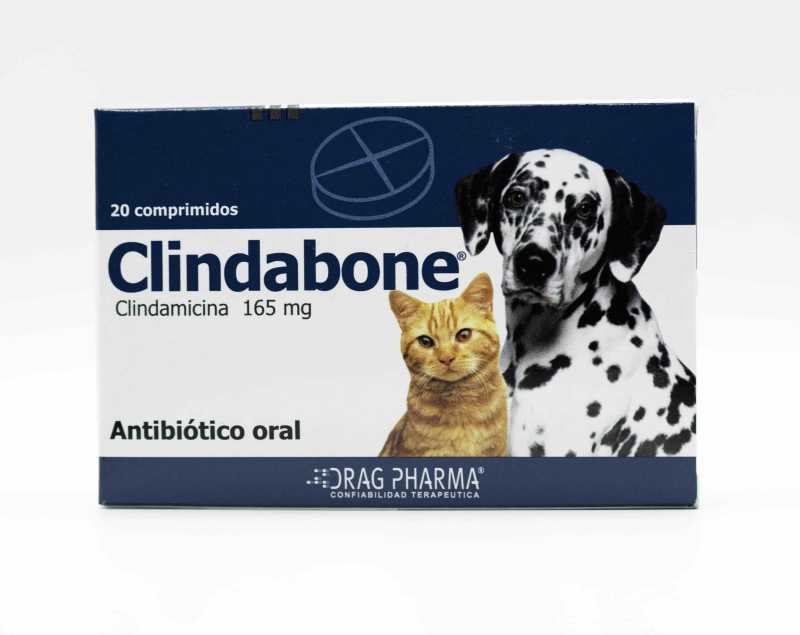 20 comprimidos
Clindabone®
Clindamicina 165 mg
Antibiótico oral
DRAG PHARMA®
CONFIABILIDAD TERAPEUTICA